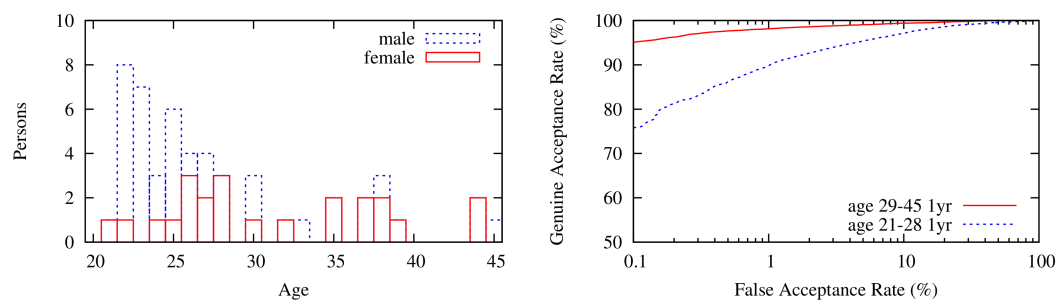 Persons
10
8
6
4
2
0
20
25
30
35
40
45
Age
male
female
Genuine Acceptance Rate (%)
100
90
80
70
60
50
0.1
1
10
100
False Acceptance Rate (%)
age 29-45 1yr
age 21-28 1yr